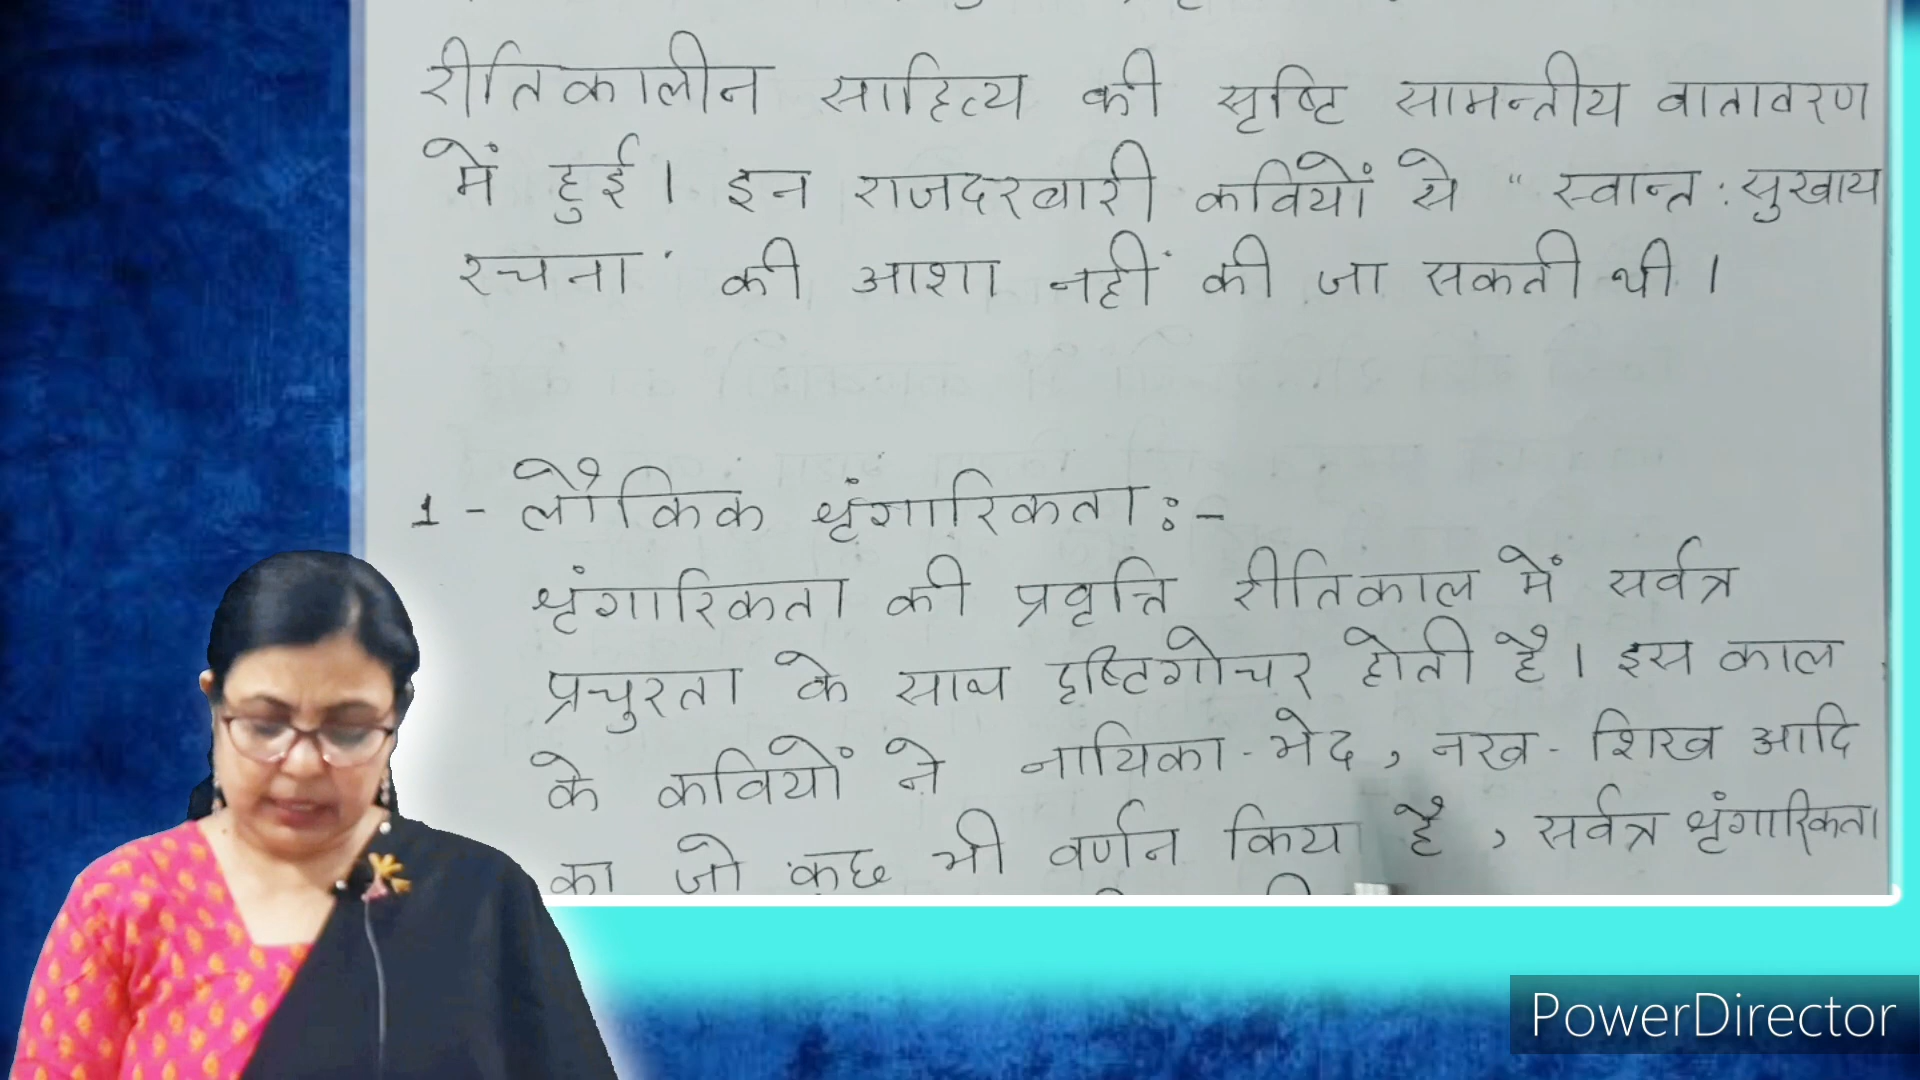 रीतिकालीन साहित्य की सृष्टि सामन्तीय वातावरण
में हुई। इन राजदरबारी कवियों से "स्वान्त: सुखाय
रचना' की आशा नहीं की जा सकती थी।
1- लौकिक श्रृंगारिकता:-
श्रृंगारिकता की प्रवृत्ति रीतिकाल में सर्वत्र
प्रचुरता के साथ दृष्टिगोचर होती है। इस काल
के कवियों ने नायिका-भेद, नख-शिख आदि
का जो कुछ भी वर्णन किया है, सर्वत्र श्रृंगारिकता
PowerDirector